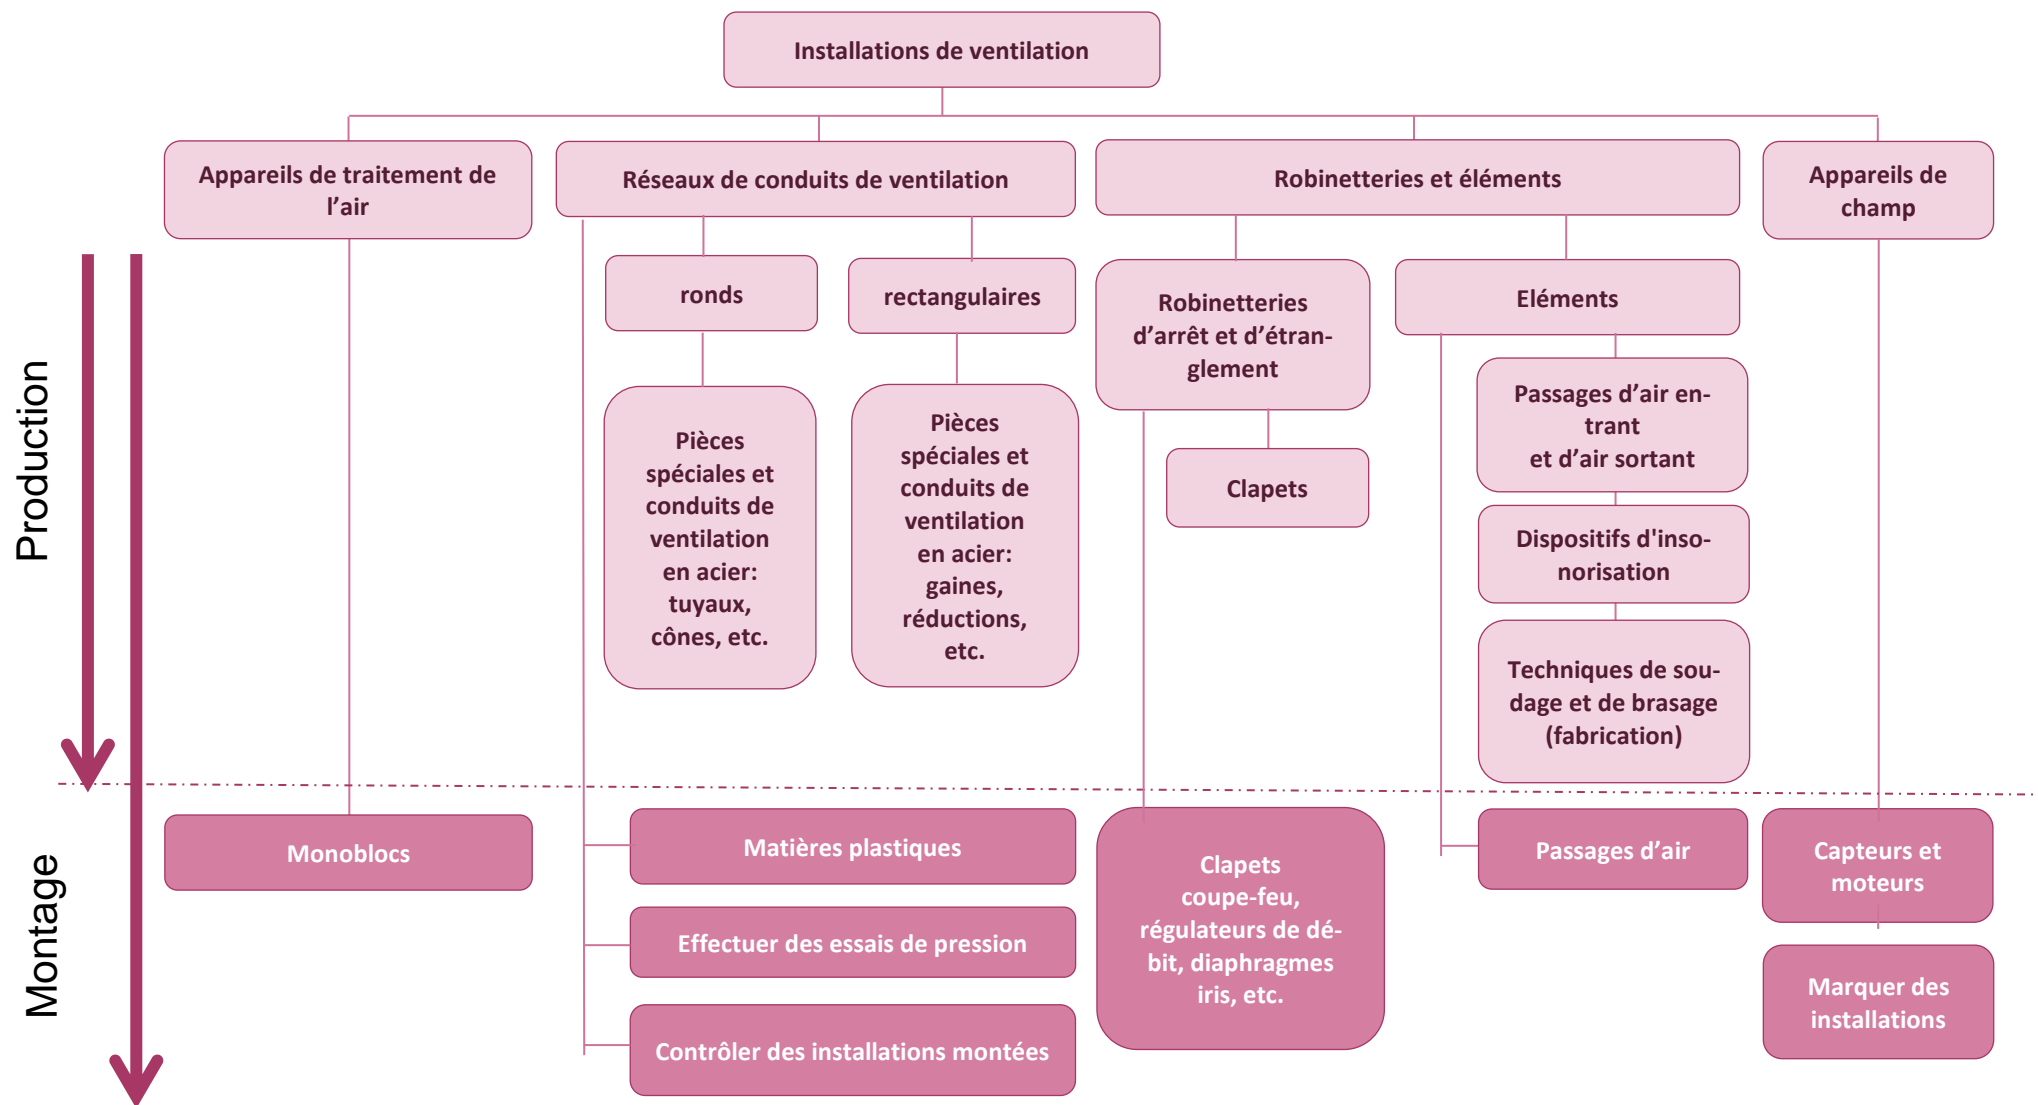 Installations de ventilation
Appareils de traitement de
l’air
Réseaux de conduits de ventilation
Robinetteries et éléments
Appareils de
champ
Production
ronds
rectangulaires
Robinetteries
d’arrêt et d’étran-
glement
Eléments
Pièces
spéciales et
conduits de
ventilation
en acier:
tuyaux,
cônes, etc.
Pièces
spéciales et
conduits de
ventilation
en acier:
gaines,
réductions,
etc.
Clapets
Passages d’air en-
trant
et d’air sortant
Dispositifs d'inso-
norisation
Techniques de sou-
dage et de brasage
(fabrication)
Montage
Monoblocs
Matières plastiques
Effectuer des essais de pression
Contrôler des installations montées
Clapets
coupe-feu,
régulateurs de dé-
bit, diaphragmes
iris, etc.
Passages d’air
Capteurs et
moteurs
Marquer des
installations